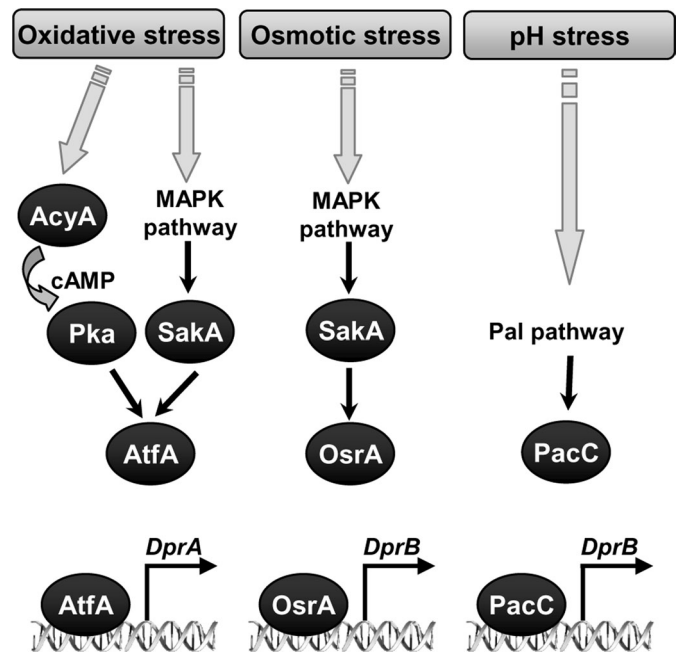 Oxidative stress
Osmotic stress
pH stress
AcyA
MAPK
pathway
MAPK
pathway
cAMP
Pka
SakA
SakA
Pal pathway
AtfA
OsrA
PacC
DprA
DprB
DprB
AtfA
OsrA
PacC